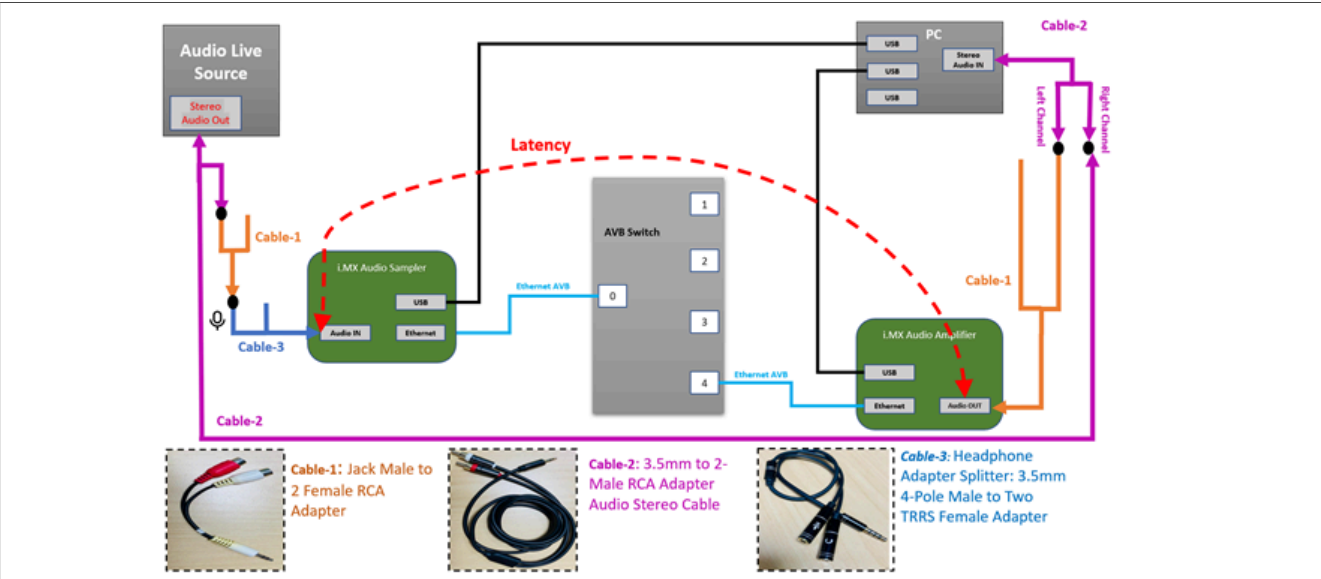 Audio Live
Source
Stereo
Audio Out
PC
USB
USB
USB
Stereo
Audio IN
Cable-2
Left Channel
Right Channel
Latency
AVB Switch
1
2
3
4
0
Cable-1
i.MX Audio Sampler
USB
Audio IN
Ethernet
Ethernet AVB
Cable-3
Cable-1
i.MX Audio Amplifier
USB
Ethernet
Audio OUT
Ethernet AVB
Cable-2
Cable-1: Jack Male to
2 Female RCA
Adapter
Cable-2: 3.5mm to 2-
Male RCA Adapter
Audio Stereo Cable
Cable-3: Headphone
Adapter Splitter: 3.5mm
4-Pole Male to Two
TRRS Female Adapter